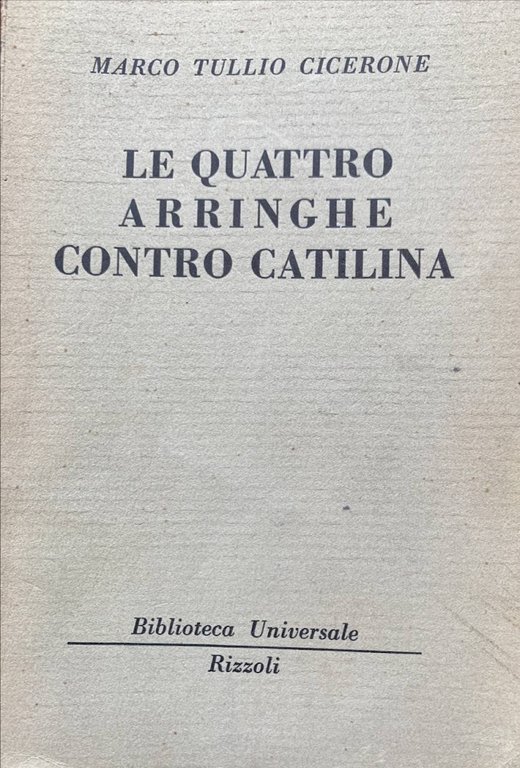 MARCO TULLIO CICERONE
LE QUATTRO
ARRINGHE
CONTRO CATILINA
Biblioteca Universale
Rizzoli